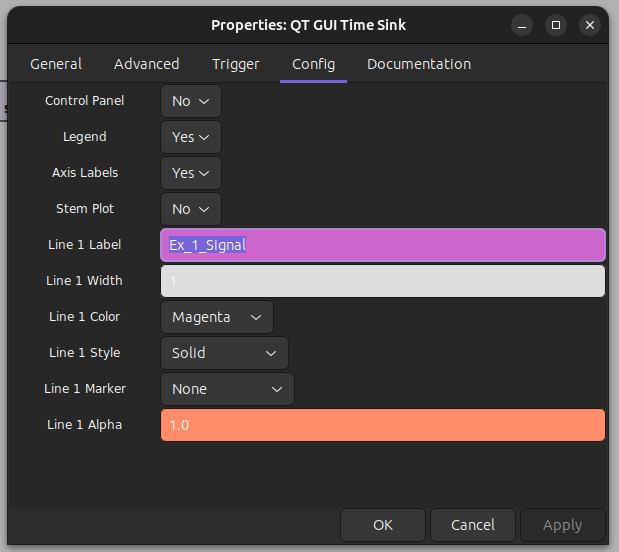 Properties: QT GUI Time Sink
General Advanced Trigger Config Documentation
Control Panel No
Legend Yes
Axis Labels Yes
Stem Plot No
Line 1 Label Ex_1_Signal
Line 1 Width 1
Line 1 Color Magenta
Line 1 Style Solid
Line 1 Marker None
Line 1 Alpha 1.0
OK Cancel Apply